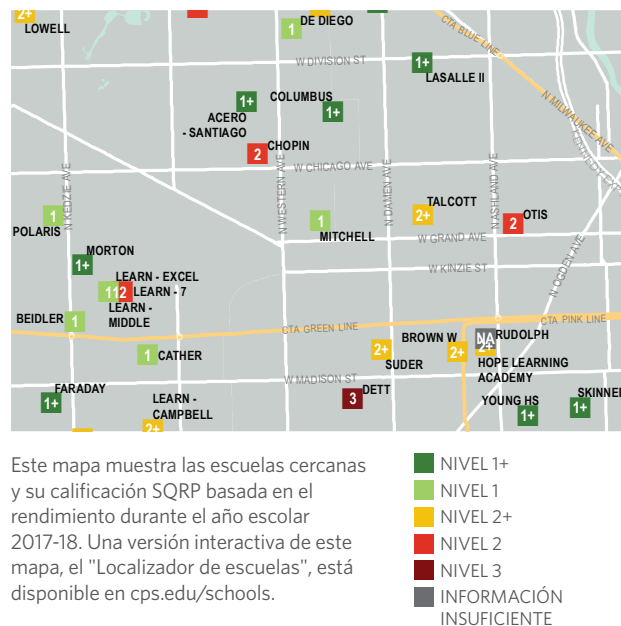 2+
LOWELL
1
DE DIEGO
CTA BLUE LINE
W DIVISION ST
1+
LASALLE II
COLUMBUS
1+
1+
ACERO
- SANTIAGO
N MILWAUKEE AVE
2
CHOPIN
W CHICAGO AVE
N KEDZIE AVE
N WESTERN AVE
N DAMEN AVE
N ASHLAND AVE
1
POLARIS
1
MITCHELL
TALCOTT
2+
OTIS
2
W GRAND AVE
MORTON
1+
W KINZIE ST
N OGDEN AVE
LEARN - EXCEL
112
LEARN - 7
LEARN -
MIDDLE
BEIDLER
1
CTA GREEN LINE
CTA PINK LINE
1
CATHER
2+
SUDER
BROWN W
2+
NA
2+
RUDOLPH
HOPE LEARNING
ACADEMY
W MADISON ST
FARADAY
1+
LEARN -
CAMPBELL
2+
3
DETT
YOUNG HS
1+
SKINNER
1+
Este mapa muestra las escuelas cercanas
y su calificación SQRP basada en el
rendimiento durante el año escolar
2017-18. Una versión interactiva de este
mapa, el "Localizador de escuelas", está
disponible en cps.edu/schools.
NIVEL 1+
NIVEL 1
NIVEL 2+
NIVEL 2
NIVEL 3
INFORMACIÓN
INSUFICIENTE